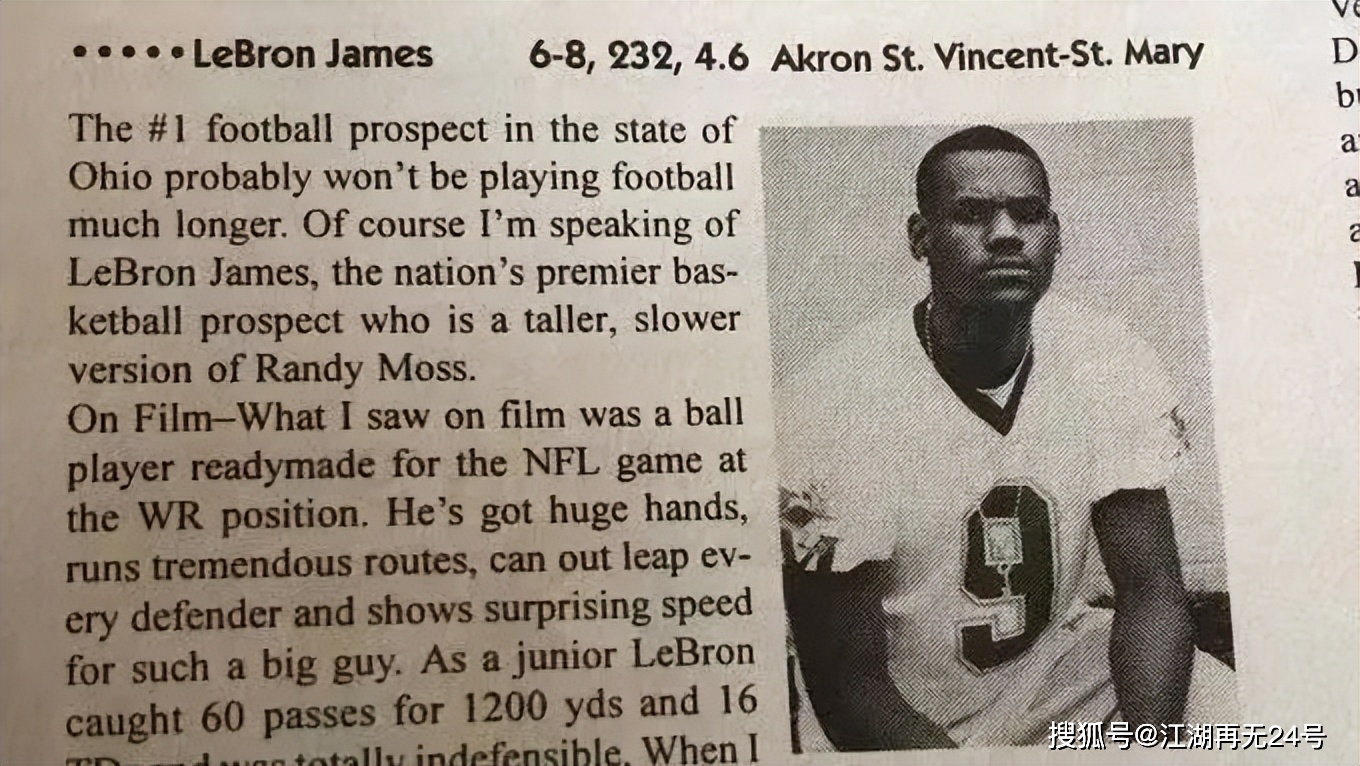 •••••LeBron James 6-8, 232, 4.6 Akron St. Vincent-St. Mary
The #1 football prospect in the state of
Ohio probably won't be playing football
much longer. Of course I'm speaking of
LeBron James, the nation's premier bas-
ketball prospect who is a taller, slower
version of Randy Moss.
On Film–What I saw on film was a ball
player readymade for the NFL game at
the WR position. He's got huge hands,
runs tremendous routes, can out leap ev-
ery defender and shows surprising speed
for such a big guy. As a junior LeBron
caught 60 passes for 1200 yds and 16
totally indefensible. When I
9
搜狐号@江湖再无24号